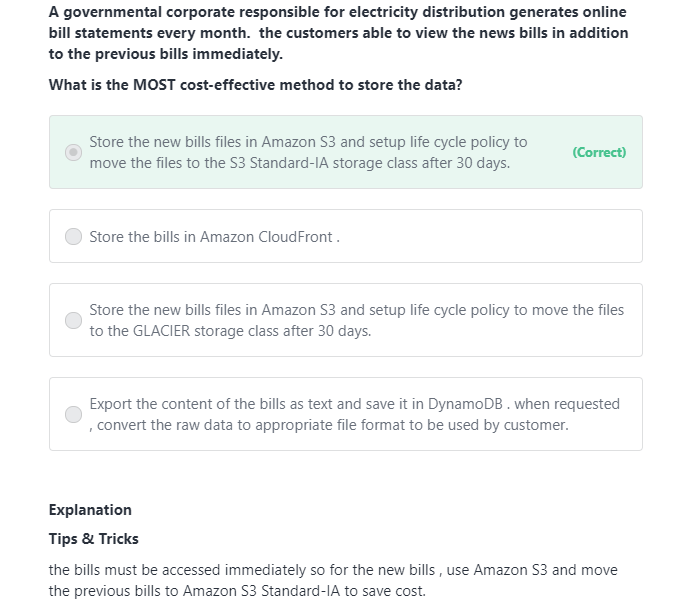 A governmental corporate responsible for electricity distribution generates online
bill statements every month. the customers able to view the news bills in addition
to the previous bills immediately.
What is the MOST cost-effective method to store the data?
Store the new bills files in Amazon S3 and setup life cycle policy to
move the files to the S3 Standard-IA storage class after 30 days.
(Correct)
Store the bills in Amazon CloudFront .
Store the new bills files in Amazon S3 and setup life cycle policy to move the files
to the GLACIER storage class after 30 days.
Export the content of the bills as text and save it in DynamoDB . when requested
, convert the raw data to appropriate file format to be used by customer.
Explanation
Tips & Tricks
the bills must be accessed immediately so for the new bills , use Amazon S3 and move
the previous bills to Amazon S3 Standard-IA to save cost.